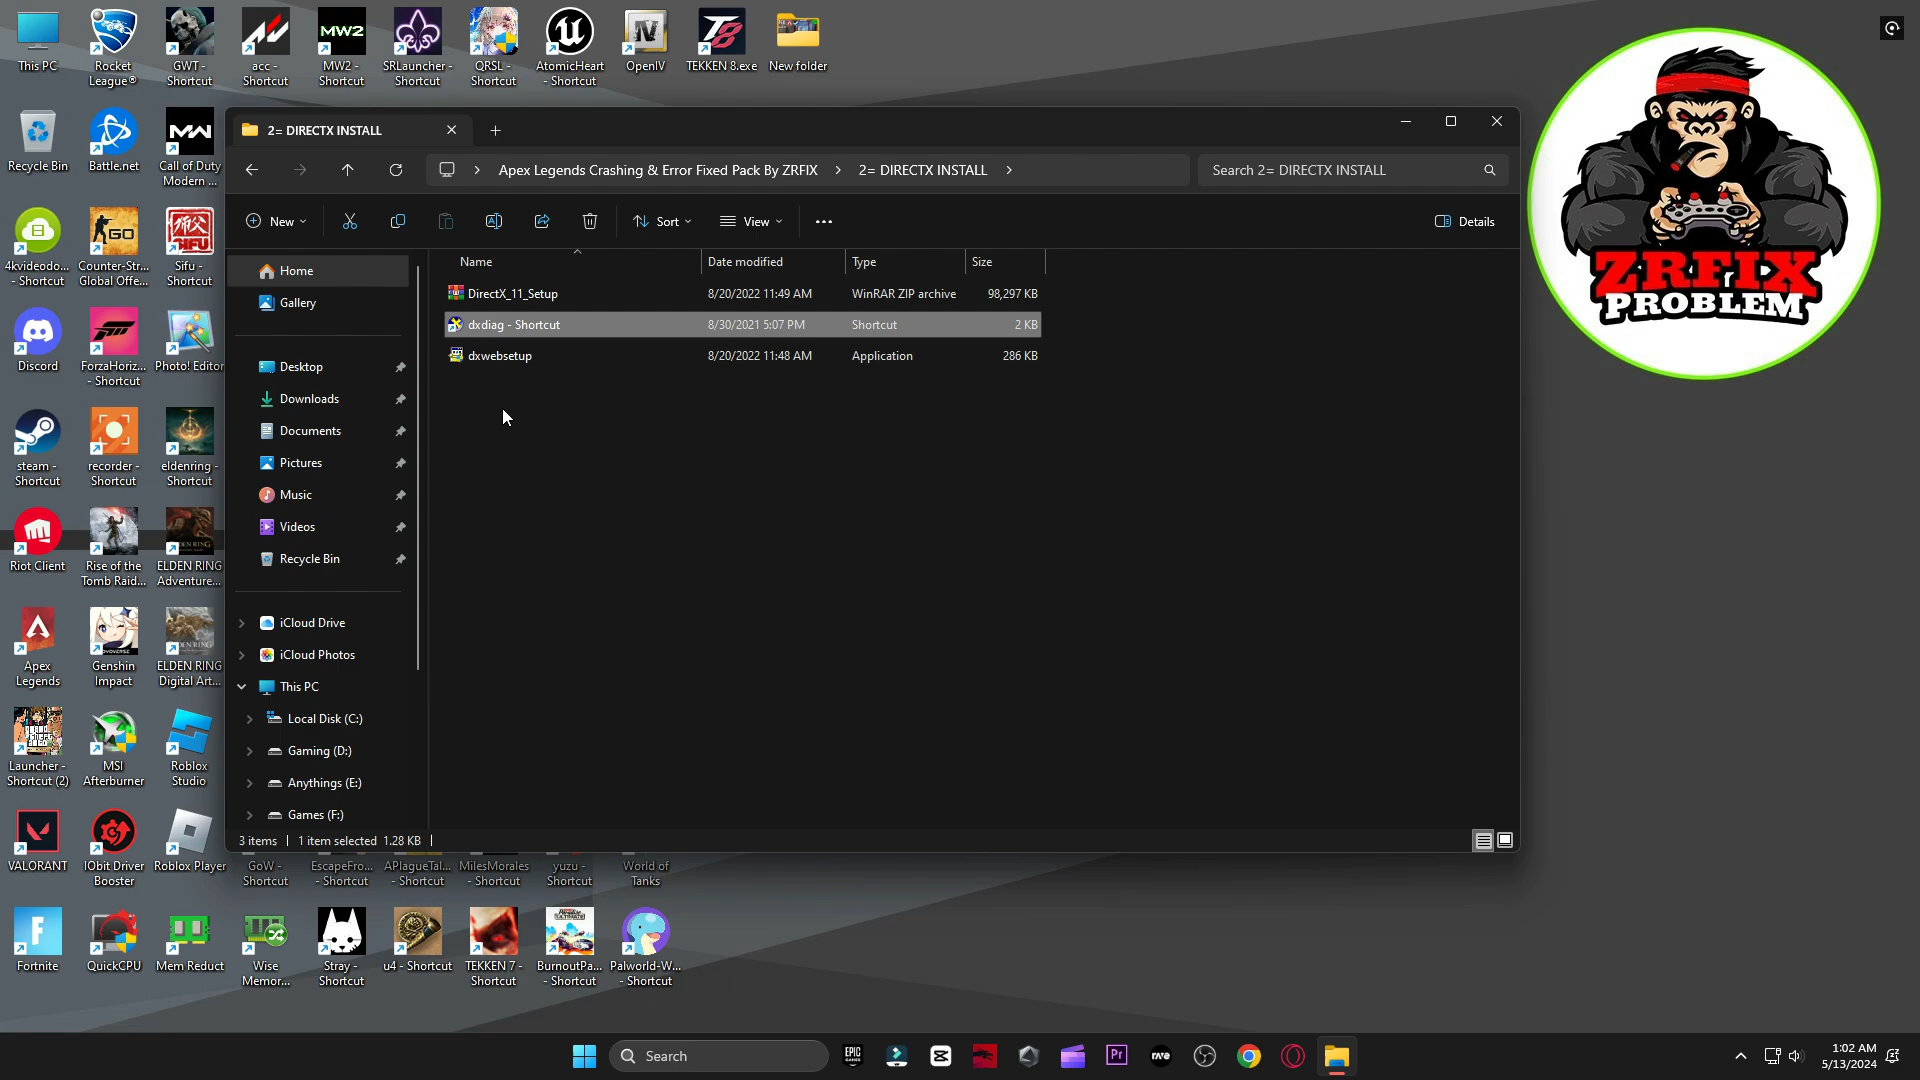 This PC
Rocket
League®
GWT -
Shortcut
acc -
Shortcut
MW2
MW2 -
Shortcut
SRLauncher -
Shortcut
QRSL -
Shortcut
AtomicHeart
- Shortcut
OpenIV
TEKKEN 8.exe
New folder
Recycle Bin
Battle.net
Call of Duty
Modern ...
4kvideodo...
- Shortcut
GO
Counter-Str...
Global Offe...
Sifu -
Shortcut
SIFU
师父
Discord
ForzaHoriz...
- Shortcut
Photo! Editor
steam -
Shortcut
recorder -
Shortcut
eldenring -
Shortcut
Riot Client
Rise of the
Tomb Raid...
ELDEN RING
Adventure...
Apex
Legends
Genshin
Impact
ELDEN RING
Digital Art...
Launcher -
Shortcut (2)
MSI
Afterburner
Roblox
Studio
VALORANT
IObit Driver
Booster
Roblox Player
GoW -
Shortcut
EscapeFro...
- Shortcut
APlagueTal...
- Shortcut
MilesMorales
- Shortcut
yuzu -
Shortcut
World of
Tanks
Fortnite
QuickCPU
Mem Reduct
Wise
Memor...
Stray -
Shortcut
u4 - Shortcut
TEKKEN 7 -
Shortcut
BurnoutPa...
- Shortcut
Palworld-W...
- Shortcut
2= DIRECTX INSTALL
Apex Legends Crashing & Error Fixed Pack By ZRFIX
2= DIRECTX INSTALL
Search 2= DIRECTX INSTALL
New
Sort
View
Details
Name
Date modified
Type
Size
DirectX_11_Setup 8/20/2022 11:49 AM WinRAR ZIP archive 98,297 KB
dxdiag - Shortcut 8/30/2021 5:07 PM Shortcut 2 KB
dxwebsetup 8/20/2022 11:48 AM Application 286 KB
Home
Gallery
Desktop
Downloads
Documents
Pictures
Music
Videos
Recycle Bin
iCloud Drive
iCloud Photos
This PC
Local Disk (C:)
Gaming (D:)
Anythings (E:)
Games (F:)
3 items
1 item selected 1.28 KB
ZRFIX
PROBLEM
Search
EPIC
GAMES
Pr
rave
1:02 AM
5/13/2024